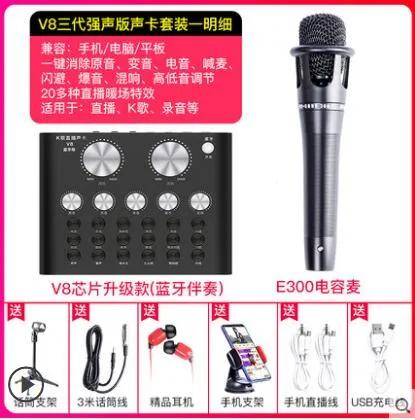 V8三代强声版声卡套装一明细
兼容：手机/电脑/平板
一键消除原音、变音、电音、喊麦、
闪避、爆音、混响、高低音调节
20多种直播暖场特效
适用于：直播、K歌、录音等
K歌直播声卡
V8
V8芯片升级款(蓝牙伴奏)
E300电容麦
送 送 送 送 送 送
话筒支架 3米话筒线 精品耳机 手机支架 手机直播线 USB充电